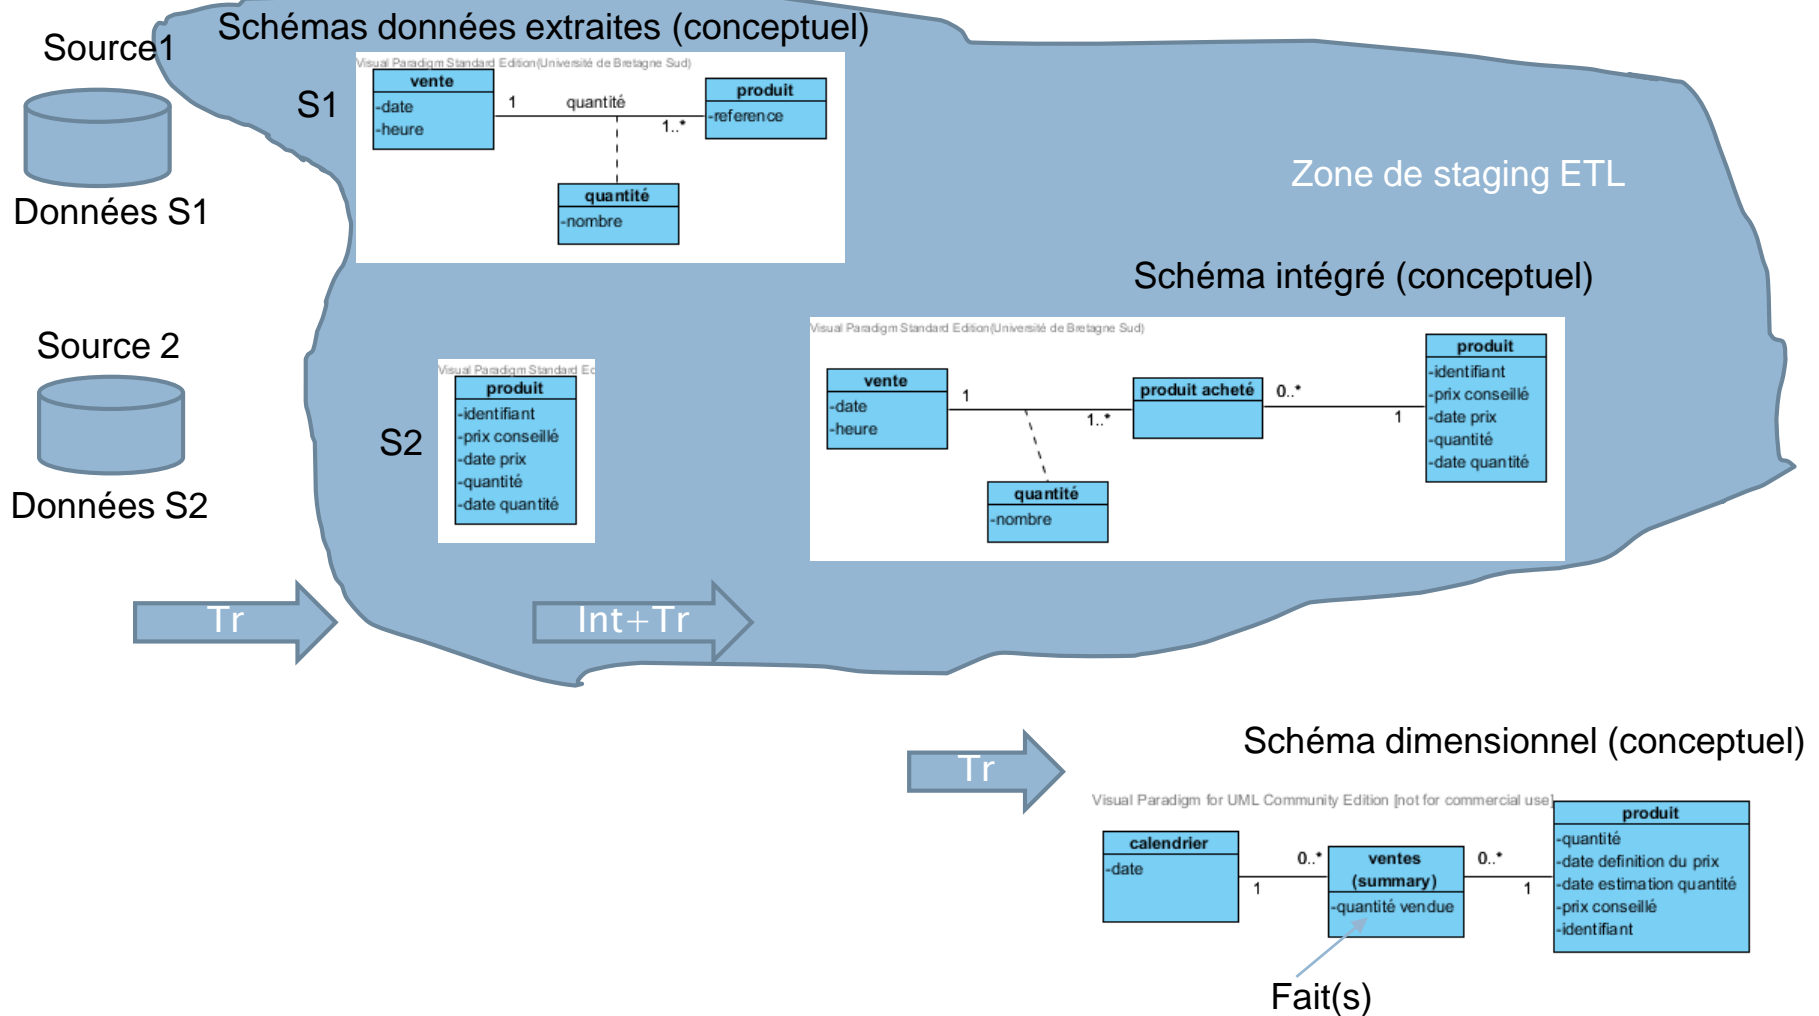 Schémas données extraites (conceptuel)
Source1
Données S1
S1
Visual Paradigm Standard Edition(Université de Bretagne Sud)
vente
-date
-heure
1
quantité
1..*
produit
-reference
quantité
-nombre
Zone de staging ETL
Source 2
Données S2
S2
Visual Paradigm Standard Ed
produit
-identifiant
-prix conseillé
-date prix
-quantité
-date quantité
Schéma intégré (conceptuel)
Visual Paradigm Standard Edition(Université de Bretagne Sud)
vente
-date
-heure
1
1..*
produit acheté
0..*
1
produit
-identifiant
-prix conseillé
-date prix
-quantité
-date quantité
quantité
-nombre
Tr
Int+Tr
Tr
Schéma dimensionnel (conceptuel)
Visual Paradigm for UML Community Edition [not for commercial use]
calendrier
-date
1
0..*
ventes
(summary)
-quantité vendue
0..*
1
produit
-quantité
-date definition du prix
-date estimation quantité
-prix conseillé
-identifiant
Fait(s)